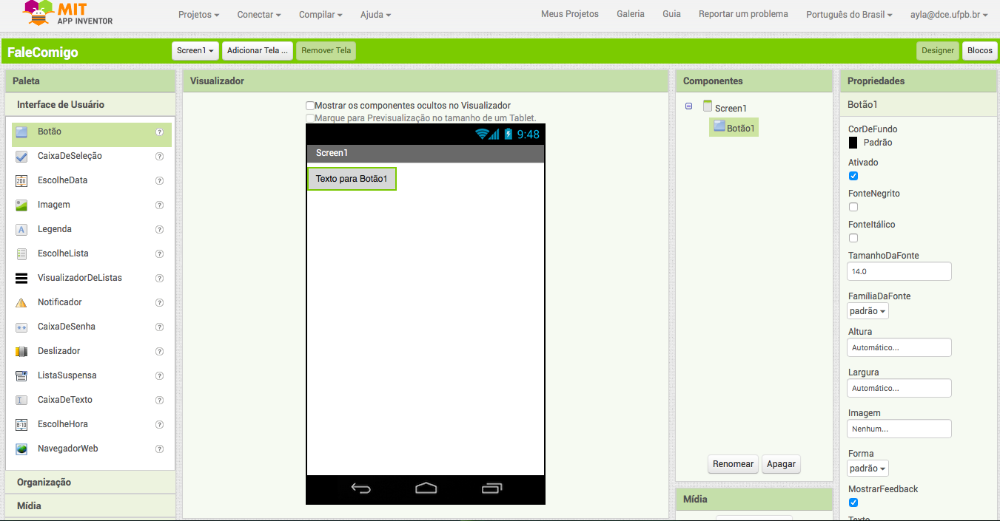 MIT
APP INVENTOR
Projetos
Conectar
Compilar
Ajuda
Meus Projetos
Galeria
Guia
Reportar um problema
Português do Brasil
ayla@dce.ufpb.br
FaleComigo
Screen1
Adicionar Tela ...
Remover Tela
Designer
Blocos
Paleta
Interface de Usuário
Botão ?
CaixaDeSeleção ?
EscolheData ?
Imagem ?
Legenda ?
EscolheLista ?
VisualizadorDeListas ?
Notificador ?
CaixaDeSenha ?
Deslizador ?
ListaSuspensa ?
CaixaDeTexto ?
EscolheHora ?
NavegadorWeb ?
Organização
Mídia
Visualizador
Mostrar os componentes ocultos no Visualizador
Marque para Previsualização no tamanho de um Tablet.
9:48
Screen1
Texto para Botão1
Componentes
Screen1
Botão1
Renomear
Apagar
Mídia
Propriedades
Botão1
CorDeFundo
Padrão
Ativado
FonteNegrito
FonteItálico
TamanhoDaFonte
14.0
FamíliaDaFonte
padrão
Altura
Automático...
Largura
Automático...
Imagem
Nenhum...
Forma
padrão
MostrarFeedback
Texto